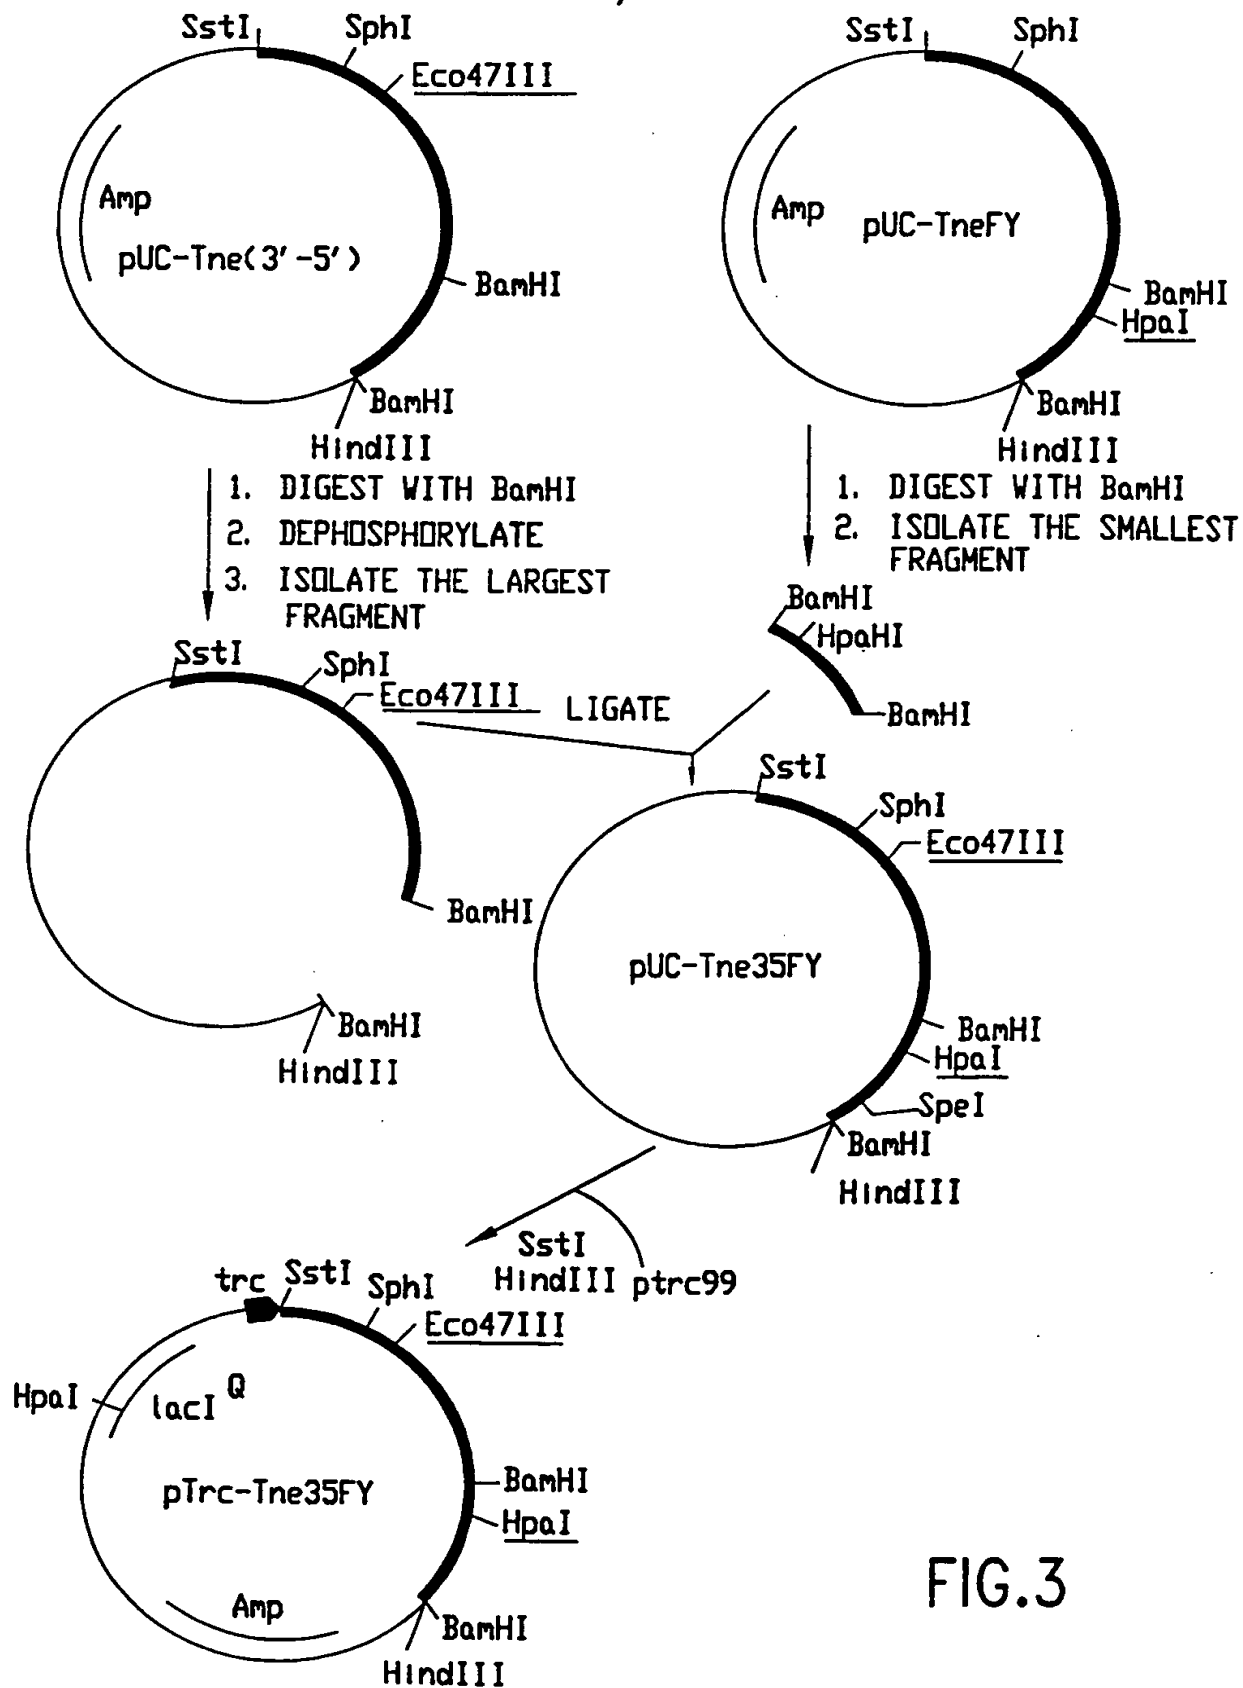 SstI
SphI
Eco47III
Amp
pUC-Tne(3'-5')
BamHI
BamHI
HindIII
SstI
SphI
Amp
pUC-TneFY
BamHI
HpaI
BamHI
HindIII
1. DIGEST WITH BamHI
2. DEPHOSPHORYLATE
3. ISOLATE THE LARGEST
FRAGMENT
1. DIGEST WITH BamHI
2. ISOLATE THE SMALLEST
FRAGMENT
BamHI
HpaHI
BamHI
SstI
SphI
Eco47III
LIGATE
BamHI
BamHI
HindIII
SstI
SphI
Eco47III
pUC-Tne35FY
BamHI
HpaI
SpeI
BamHI
HindIII
SstI
HindIII
ptrc99
trc
SstI
SphI
Eco47III
HpaI
lacI Q
pTrc-Tne35FY
BamHI
HpaI
Amp
BamHI
HindIII
FIG.3